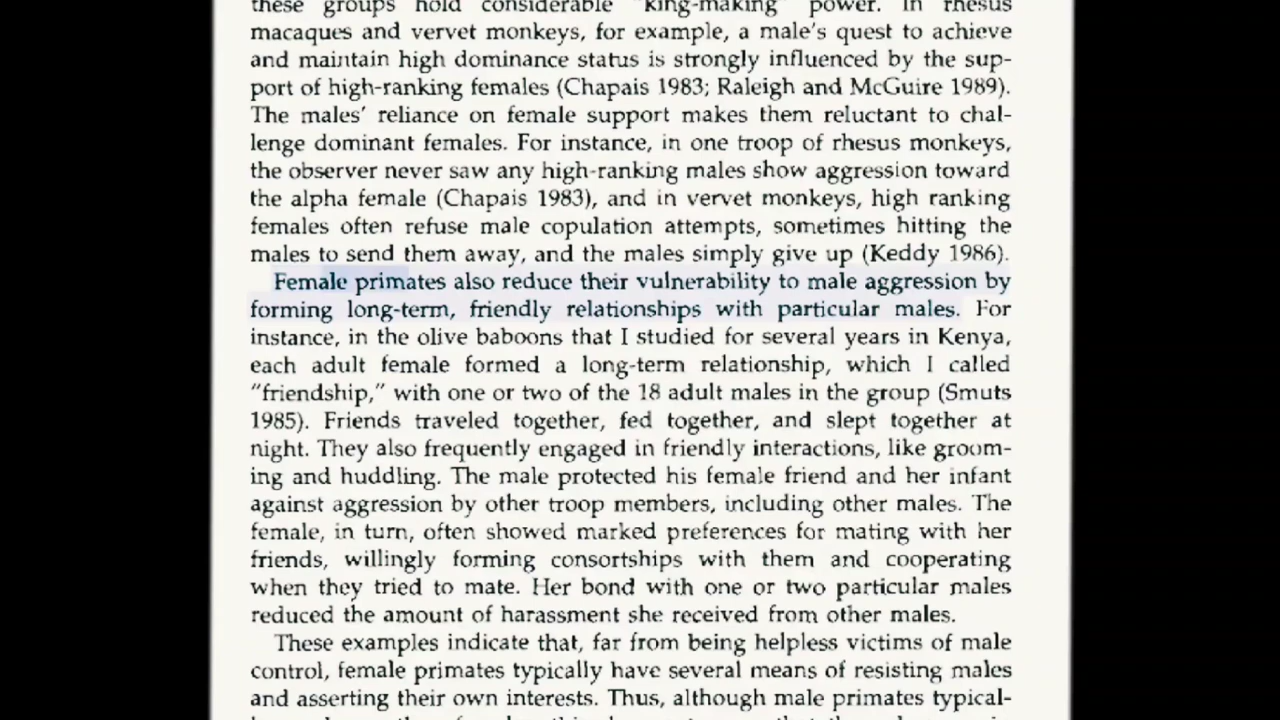 these groups hold considerable "king-making" power. In rhesus
macaques and vervet monkeys, for example, a male's quest to achieve
and maintain high dominance status is strongly influenced by the sup-
port of high-ranking females (Chapais 1983; Raleigh and McGuire 1989).
The males' reliance on female support makes them reluctant to chal-
lenge dominant females. For instance, in one troop of rhesus monkeys,
the observer never saw any high-ranking males show aggression toward
the alpha female (Chapais 1983), and in vervet monkeys, high ranking
females often refuse male copulation attempts, sometimes hitting the
males to send them away, and the males simply give up (Keddy 1986).
Female primates also reduce their vulnerability to male aggression by
forming long-term, friendly relationships with particular males. For
instance, in the olive baboons that I studied for several years in Kenya,
each adult female formed a long-term relationship, which I called
"friendship," with one or two of the 18 adult males in the group (Smuts
1985). Friends traveled together, fed together, and slept together at
night. They also frequently engaged in friendly interactions, like groom-
ing and huddling. The male protected his female friend and her infant
against aggression by other troop members, including other males. The
female, in turn, often showed marked preferences for mating with her
friends, willingly forming consortships with them and cooperating
when they tried to mate. Her bond with one or two particular males
reduced the amount of harassment she received from other males.
These examples indicate that, far from being helpless victims of male
control, female primates typically have several means of resisting males
and asserting their own interests. Thus, although male primates typical-